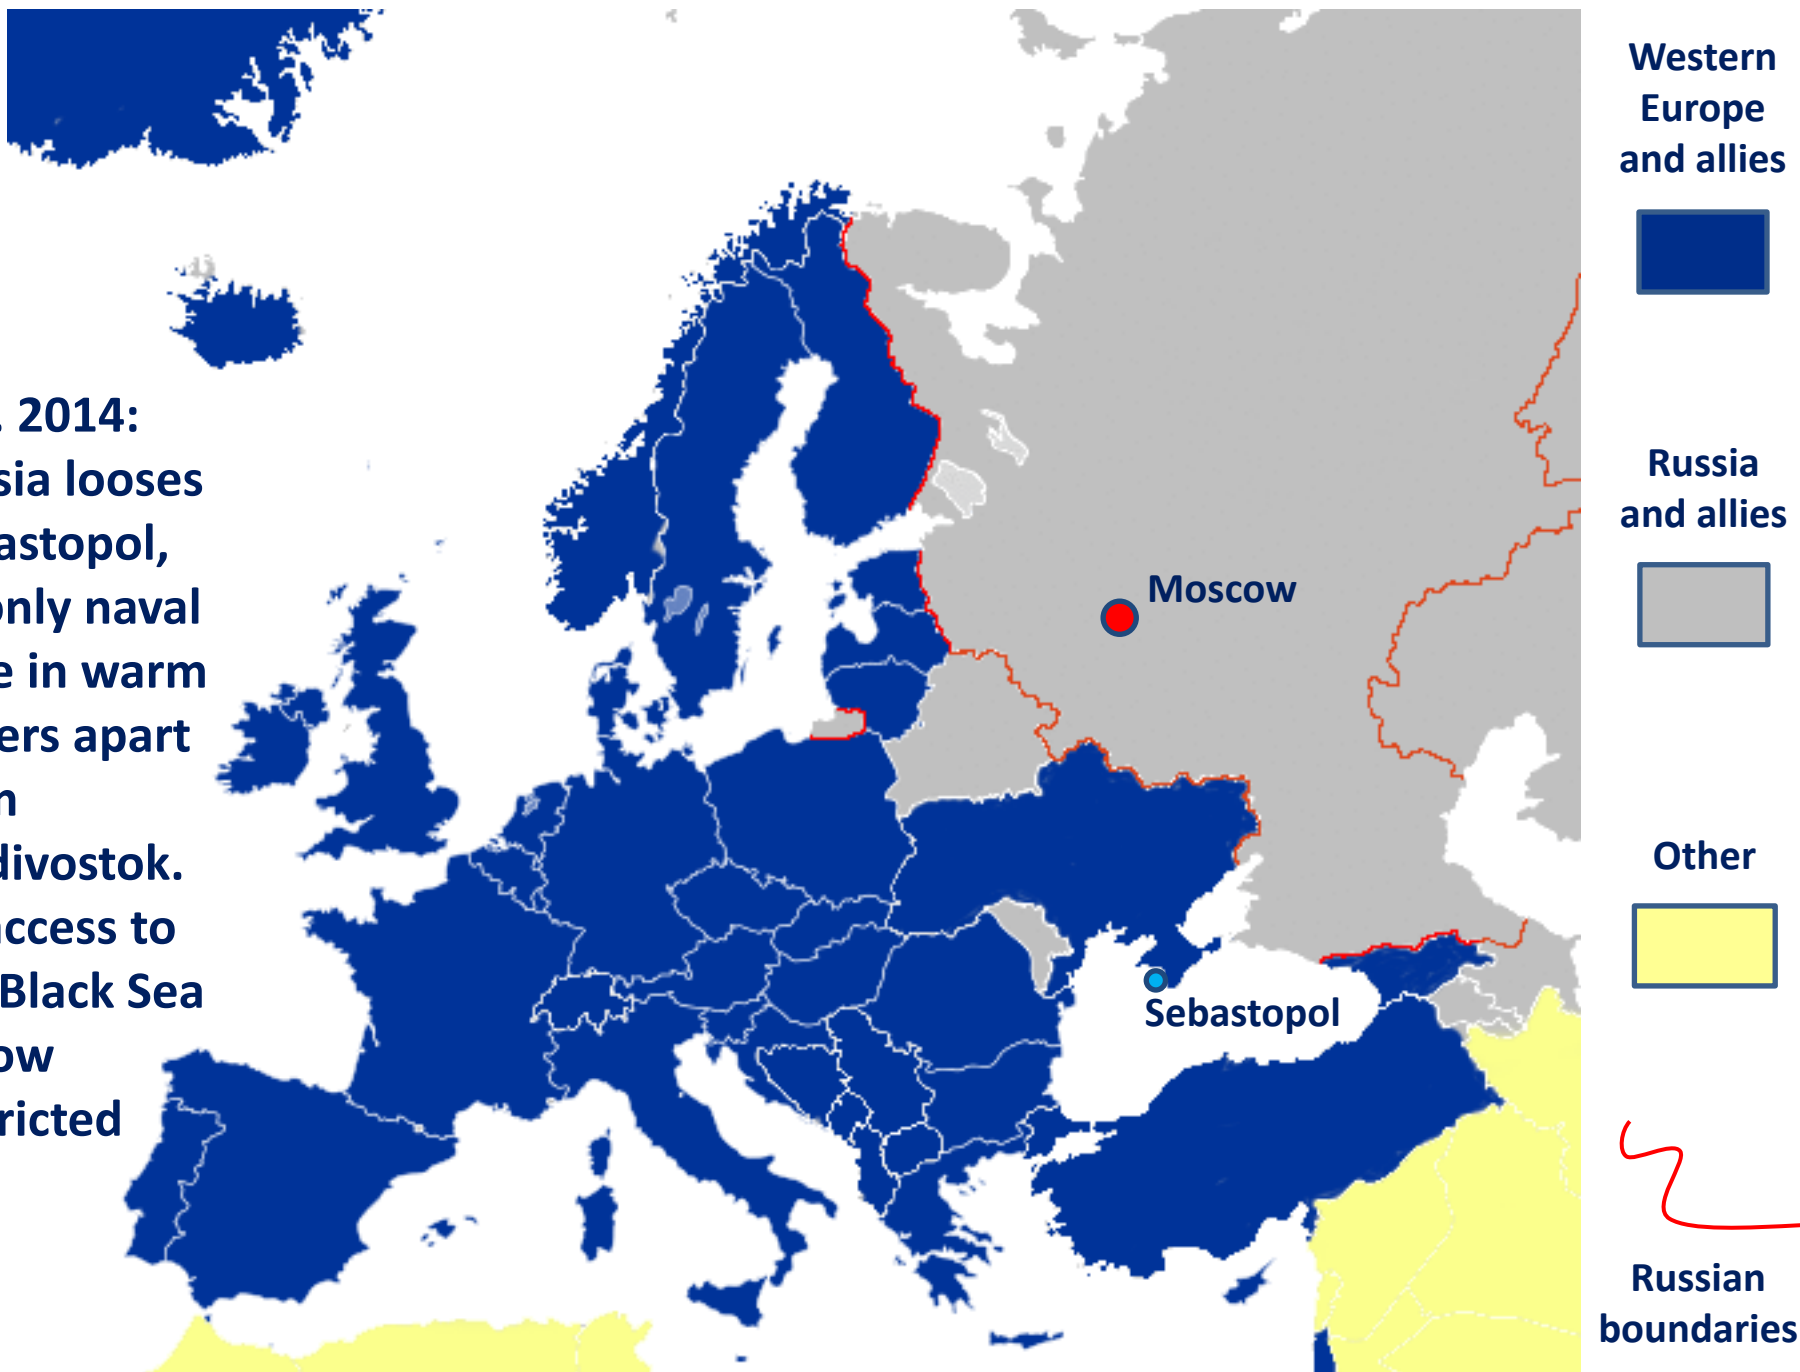 . 2014:
sia looses
astopol,
only naval
e in warm
ers apart
n
divostok.
access to
Black Sea
ow
ricted
Moscow
Sebastopol
Western
Europe
and allies
Russia
and allies
Other
Russian
boundaries